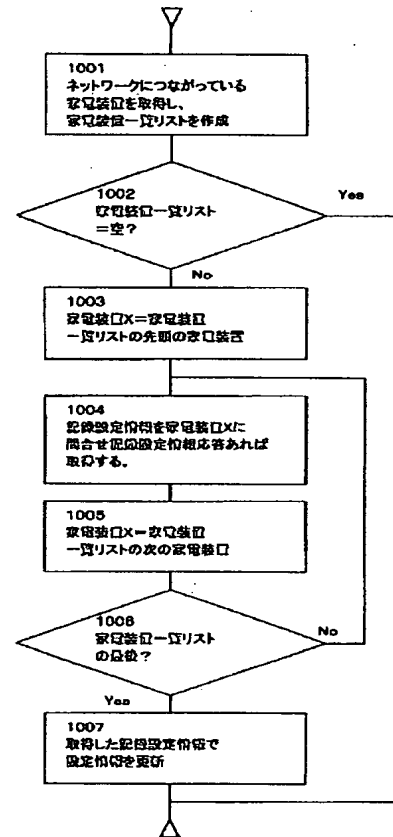 1001
ネットワークにつながっている
家電装置を取得し、
家電装置一覧リストを作成
1002
家電装置一覧リスト
=空?
Yes
No
1003
家電装置X=家電装置
一覧リストの先頭の家電装置
1004
記録設定情報を家電装置Xに
問合せ記録設定情報応答あれば
取得する。
1005
家電装置X=家電装置
一覧リストの次の家電装置
1006
家電装置一覧リスト
の最後?
No
Yes
1007
取得した記録設定情報で
設定情報を更新